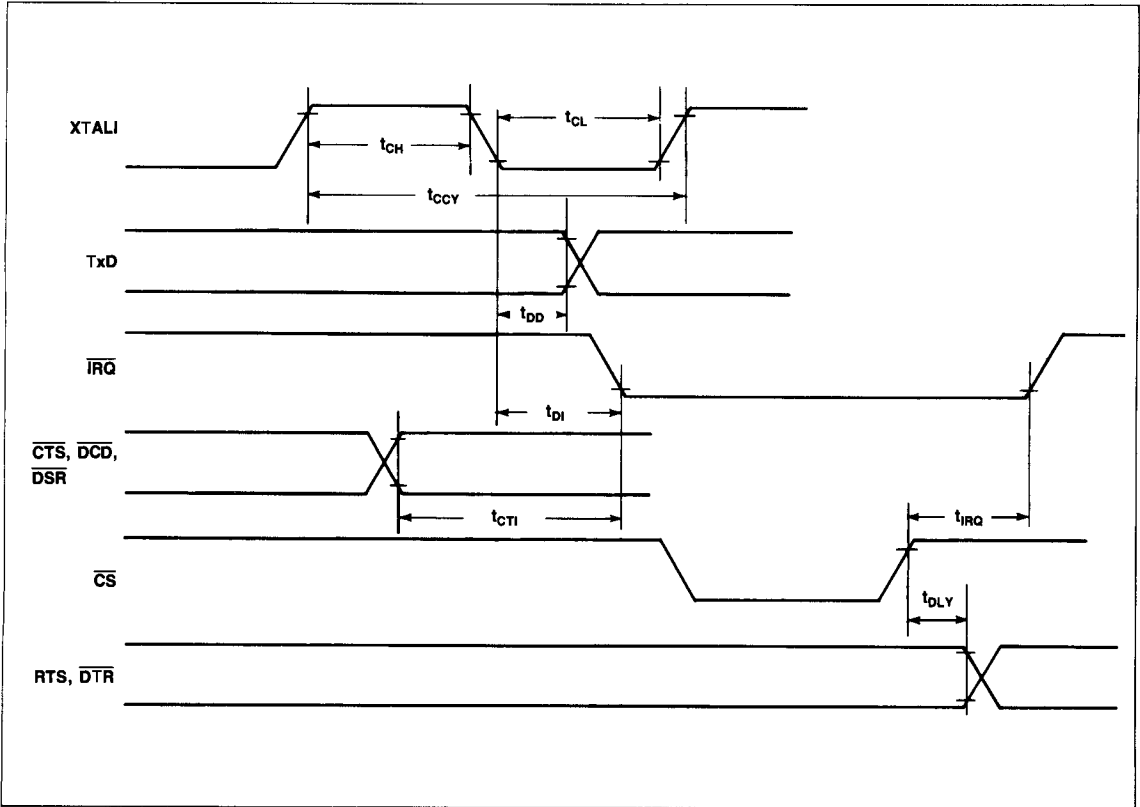 XTALI
tCH
tCL
tCCY
TxD
tDD
IRQ
tDI
CTS, DCD,
DSR
tCTI
tIRQ
CS
tDLY
RTS, DTR